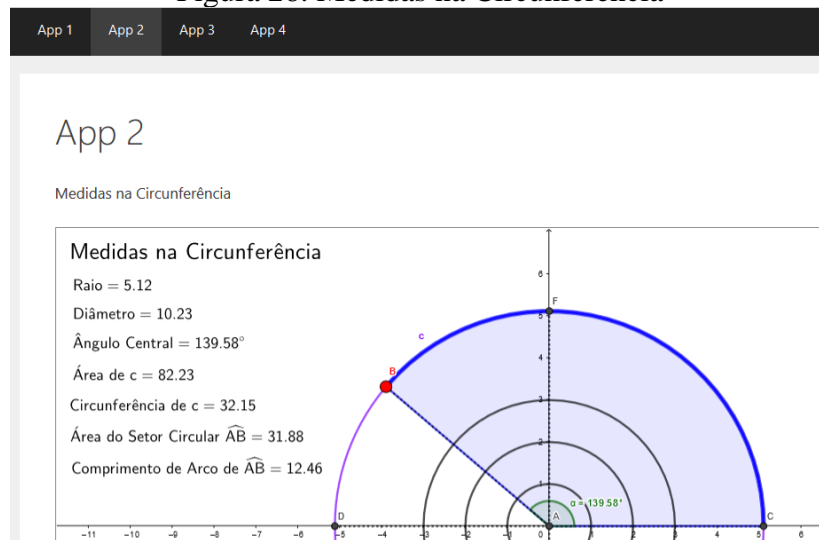 App 1 App 2 App 3 App 4
App 2
Medidas na Circunferência
Medidas na Circunferência
Raio = 5.12
Diâmetro = 10.23
Ângulo Central = 139.58°
Área de c = 82.23
Circunferência de c = 32.15
Área do Setor Circular AB = 31.88
Comprimento de Arco de AB = 12.46
6
F
5
c
4
B
3
2
1
α = 139.58°
D
A
C
-11 -10 -9 -8 -7 -6 -5 -4 -3 -2 -1 0 1 2 3 4 5 6